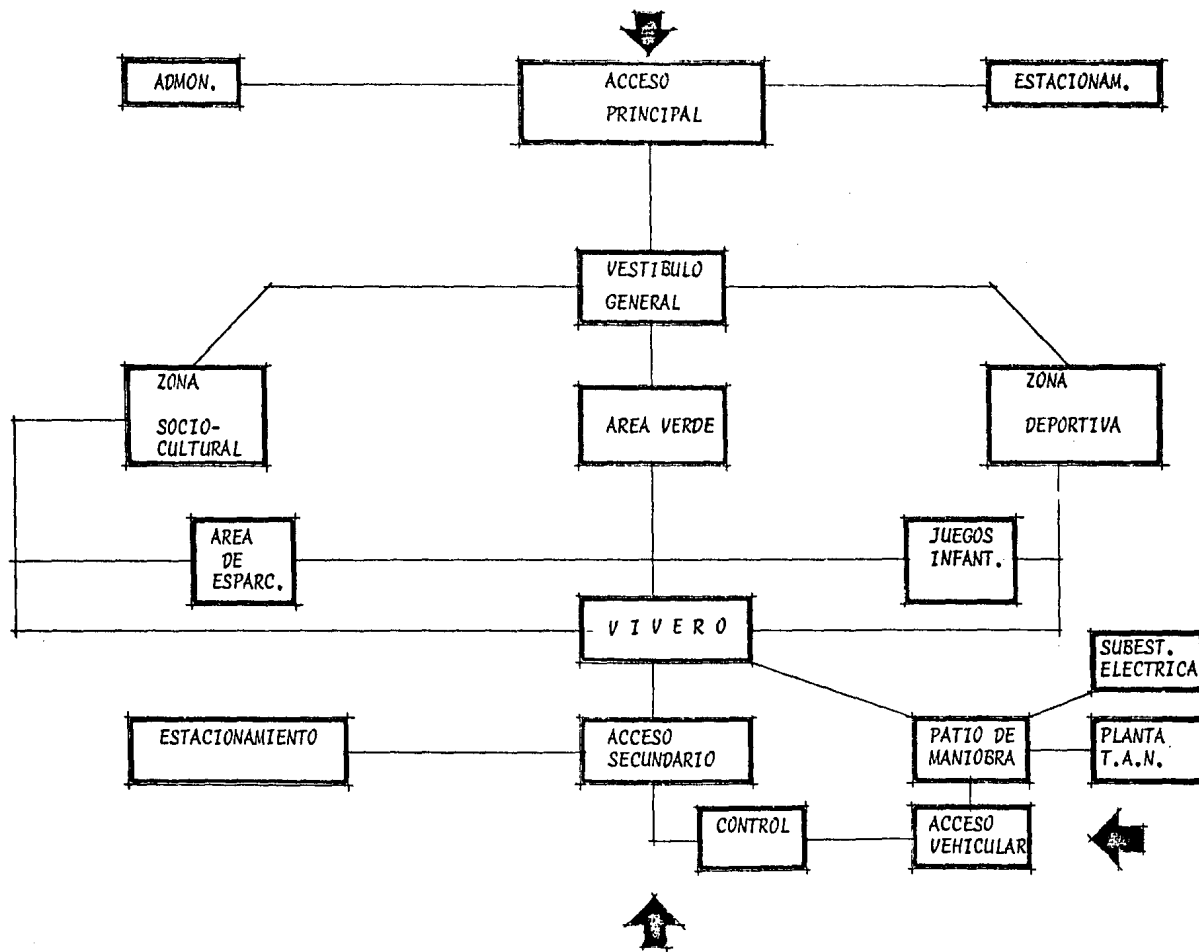 ADMON.
ACCESO
PRINCIPAL
ESTACIONAM.
VESTIBULO
GENERAL
ZONA
SOCIO-
CULTURAL
AREA VERDE
ZONA
DEPORTIVA
AREA
DE
ESPARC.
JUEGOS
INFANT.
VIVERO
SUBEST.
ELECTRICA
ESTACIONAMIENTO
ACCESO
SECUNDARIO
PATIO DE
MANIOBRA
PLANTA
T.A.N.
CONTROL
ACCESO
VEHICULAR